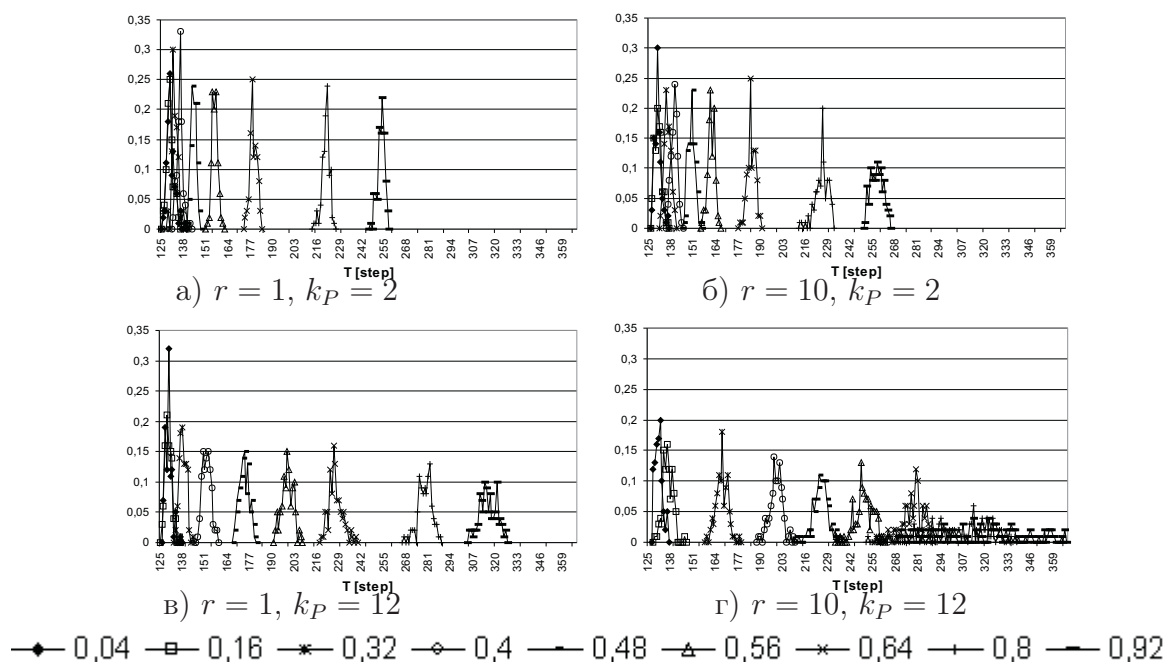 0,35 0,35
0,3 0,3
0,25 0,25
0,2 0,2
0,15 0,15
0,1 0,1
0,05 0,05
0 0
125 138 151 164 177 190 203 216 229 242 255 268 281 294 307 320 333 346 359
125 138 151 164 177 190 203 216 229 242 255 268 281 294 307 320 333 346 359
T [step] T [step]
а) r = 1, k_P = 2 б) r = 10, k_P = 2
0,35 0,35
0,3 0,3
0,25 0,25
0,2 0,2
0,15 0,15
0,1 0,1
0,05 0,05
0 0
125 138 151 164 177 190 203 216 229 242 255 268 281 294 307 320 333 346 359
125 138 151 164 177 190 203 216 229 242 255 268 281 294 307 320 333 346 359
T [step] T [step]
в) r = 1, k_P = 12 г) r = 10, k_P = 12
0,04 0,16 0,32 0,4 0,48 0,56 0,64 0,8 0,92